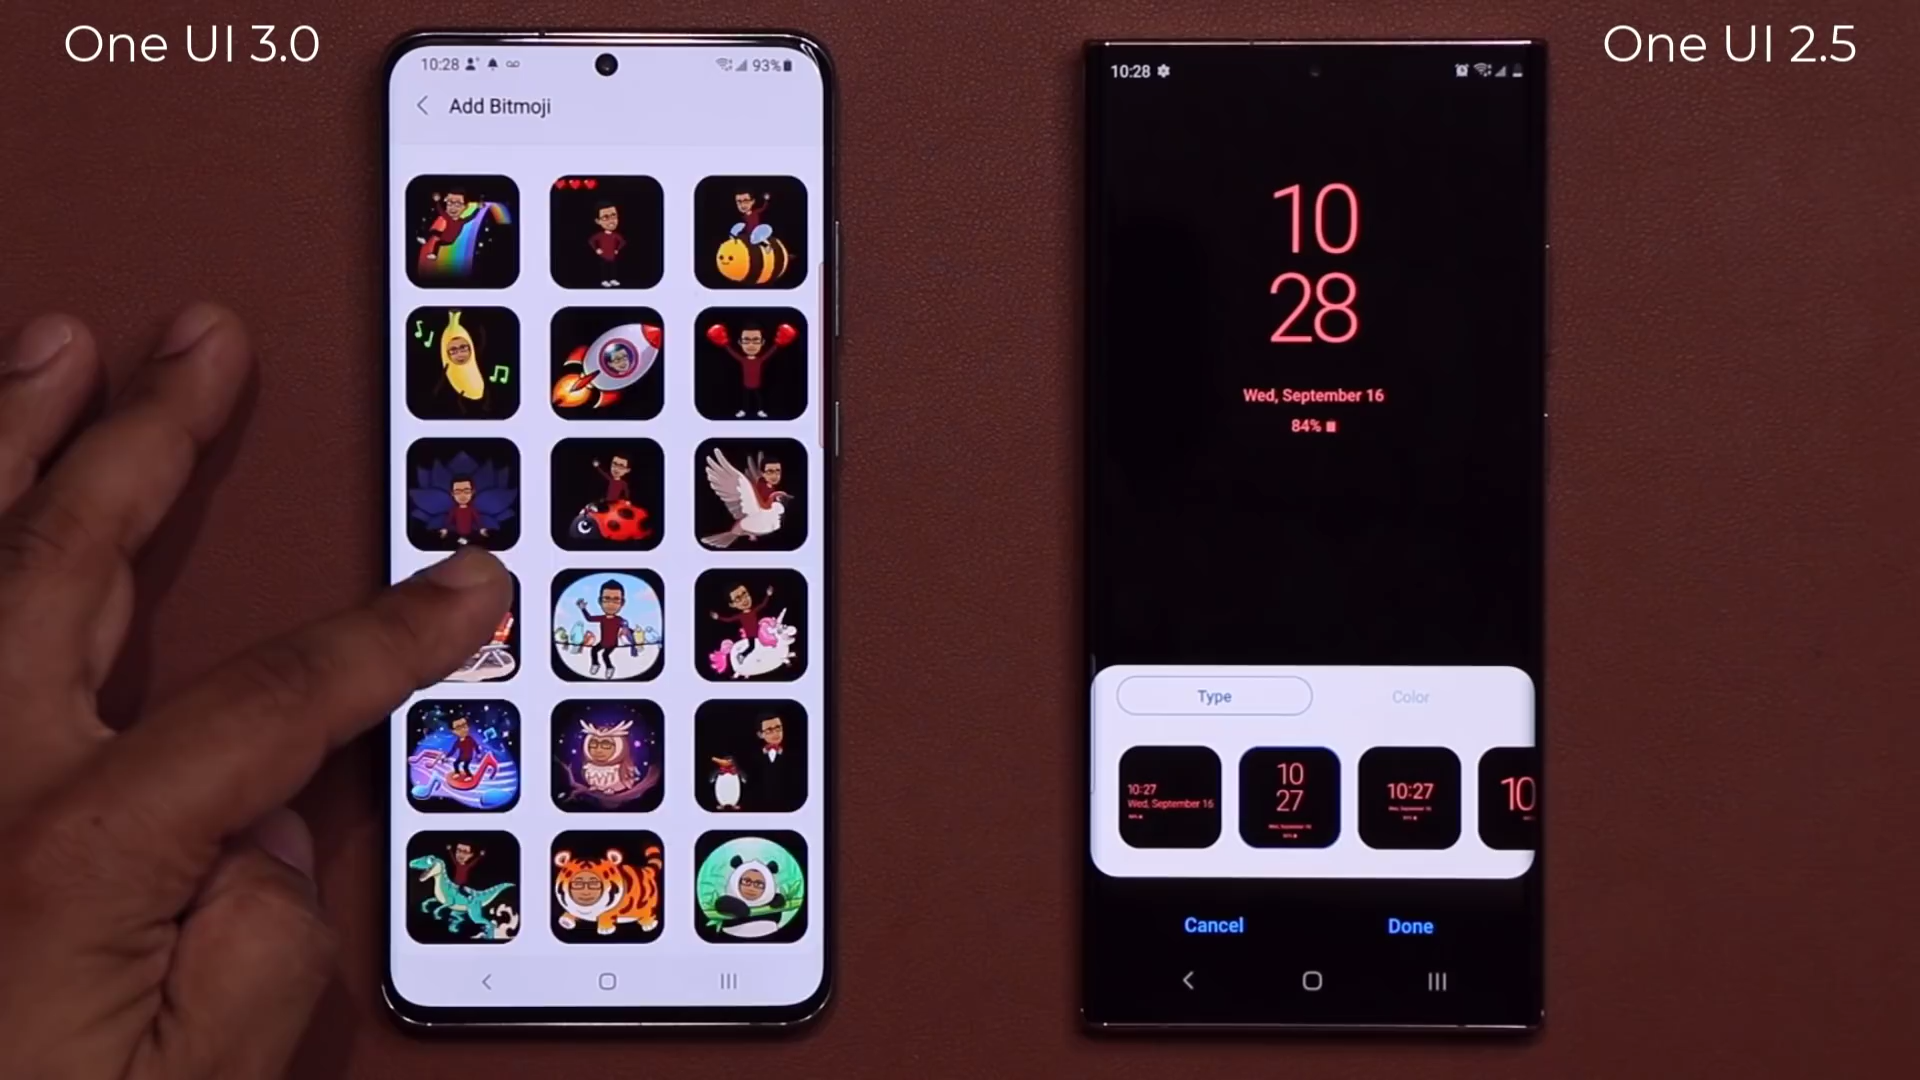 One UI 3.0
One UI 2.5
10:28
93%
Add Bitmoji
10:28
10
28
Wed, September 16
84%
Type
Color
10:27
Wed, September 16
10
27
10:27
10
Cancel
Done